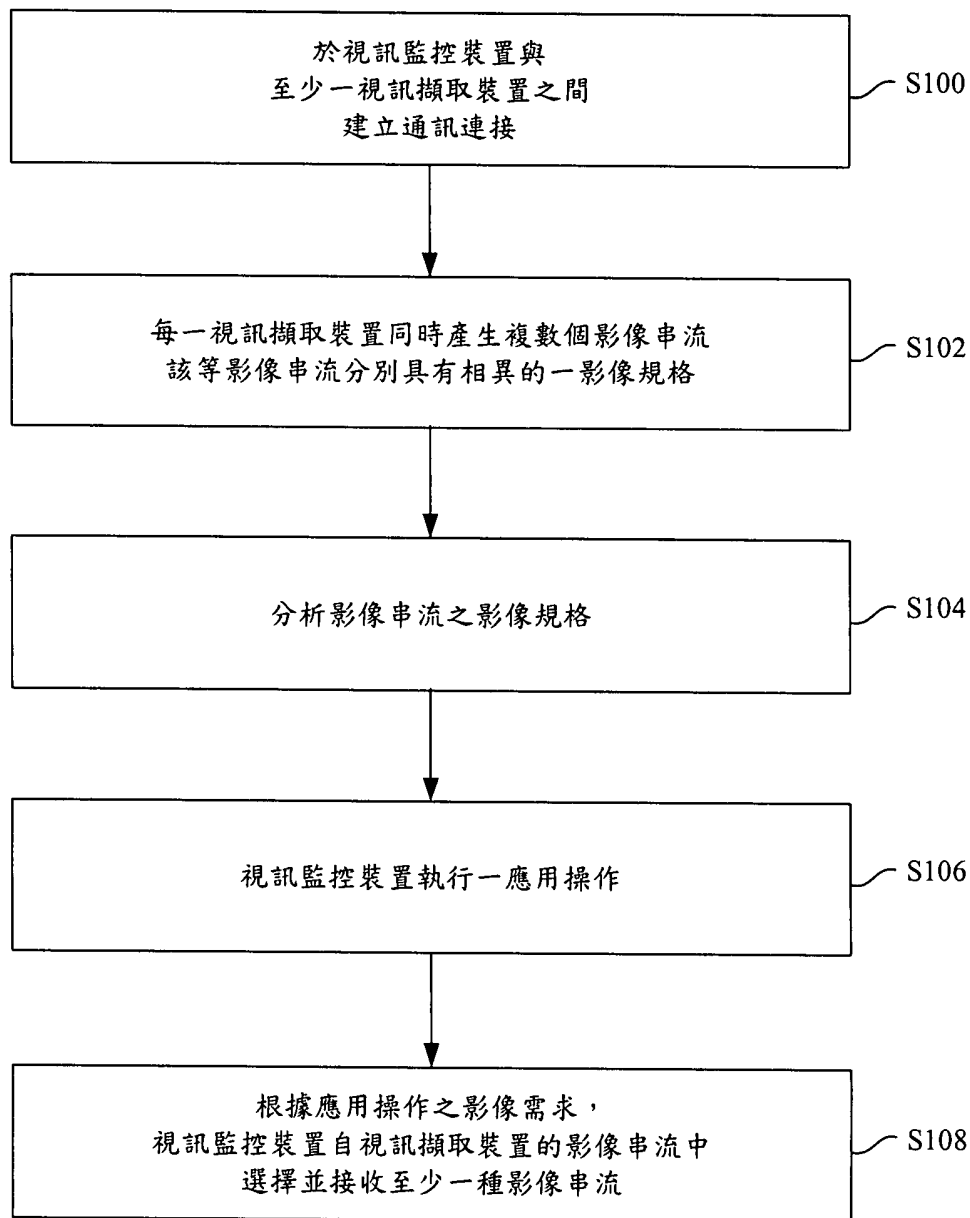 於視訊監控裝置與
至少一視訊擷取裝置之間
建立通訊連接
S100
每一視訊擷取裝置同時產生複數個影像串流
該等影像串流分別具有相異的一影像規格
S102
分析影像串流之影像規格
S104
視訊監控裝置執行一應用操作
S106
根據應用操作之影像需求，
視訊監控裝置自視訊擷取裝置的影像串流中
選擇並接收至少一種影像串流
S108